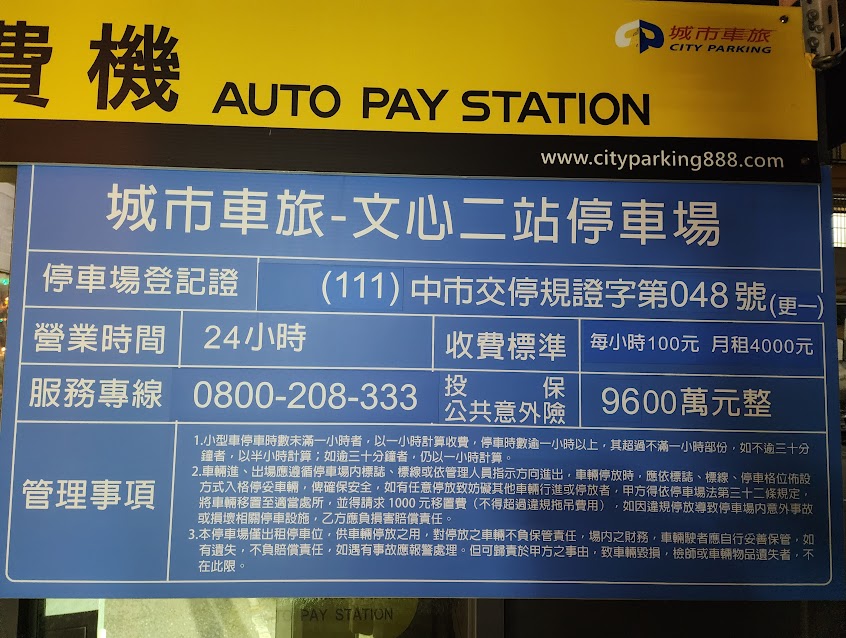 費機
AUTO PAY STATION
城市車旅
CITY PARKING
www.cityparking888.com
城市車旅-文心二站停車場
停車場登記證 (111) 中市交停規證字第048號(更一)
營業時間 24小時 收費標準 每小時100元 月租4000元
服務專線 0800-208-333 投保公共意外險 9600萬元整
管理事項
1.小型車停車時數未滿一小時者，以一小時計算收費，停車時數逾一小時以上，其超過不滿一小時部份，如不逾三十分
鐘者，以半小時計算；如逾三十分鐘者，仍以一小時計算。
2.車輛進、出場應遵循停車場內標誌、標線或依管理人員指示方向進出，車輛停放時，應依標誌、標線、停車格位佈設
方式入格停妥車輛，俾確保安全，如有任意停放致妨礙其他車輛行進或停放者，甲方得依停車場法第三十二條規定，
將車輛移置至適當處所，並得請求 1000 元移置費（不得超過違規拖吊費用），如因違規停放導致停車場內意外事故
或損壞相關停車設施，乙方應負損害賠償責任。
3.本停車場僅出租停車位，供車輛停放之用，對停放之車輛不負保管責任，場內之財務，車輛駛者應自行妥善保管，如
有遺失，不負賠償責任，如遇有事故應報警處理。但可歸責於甲方之事由，致車輛毀損，檢師或車輛物品遺失者，不
在此限。
PAY STATION